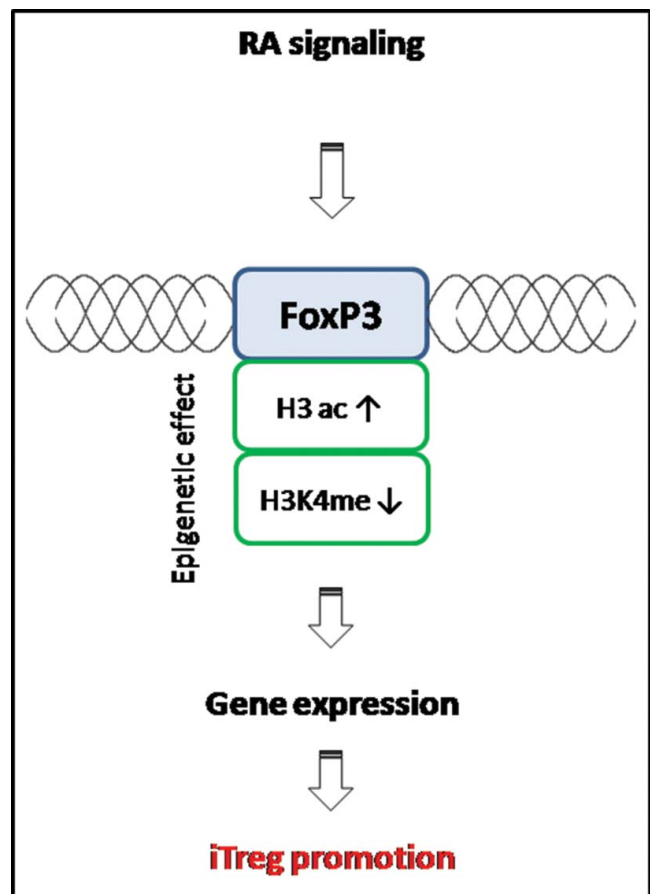 RA signaling
FoxP3
H3 ac ↑
H3K4me ↓
Epigenetic effect
Gene expression
iTreg promotion